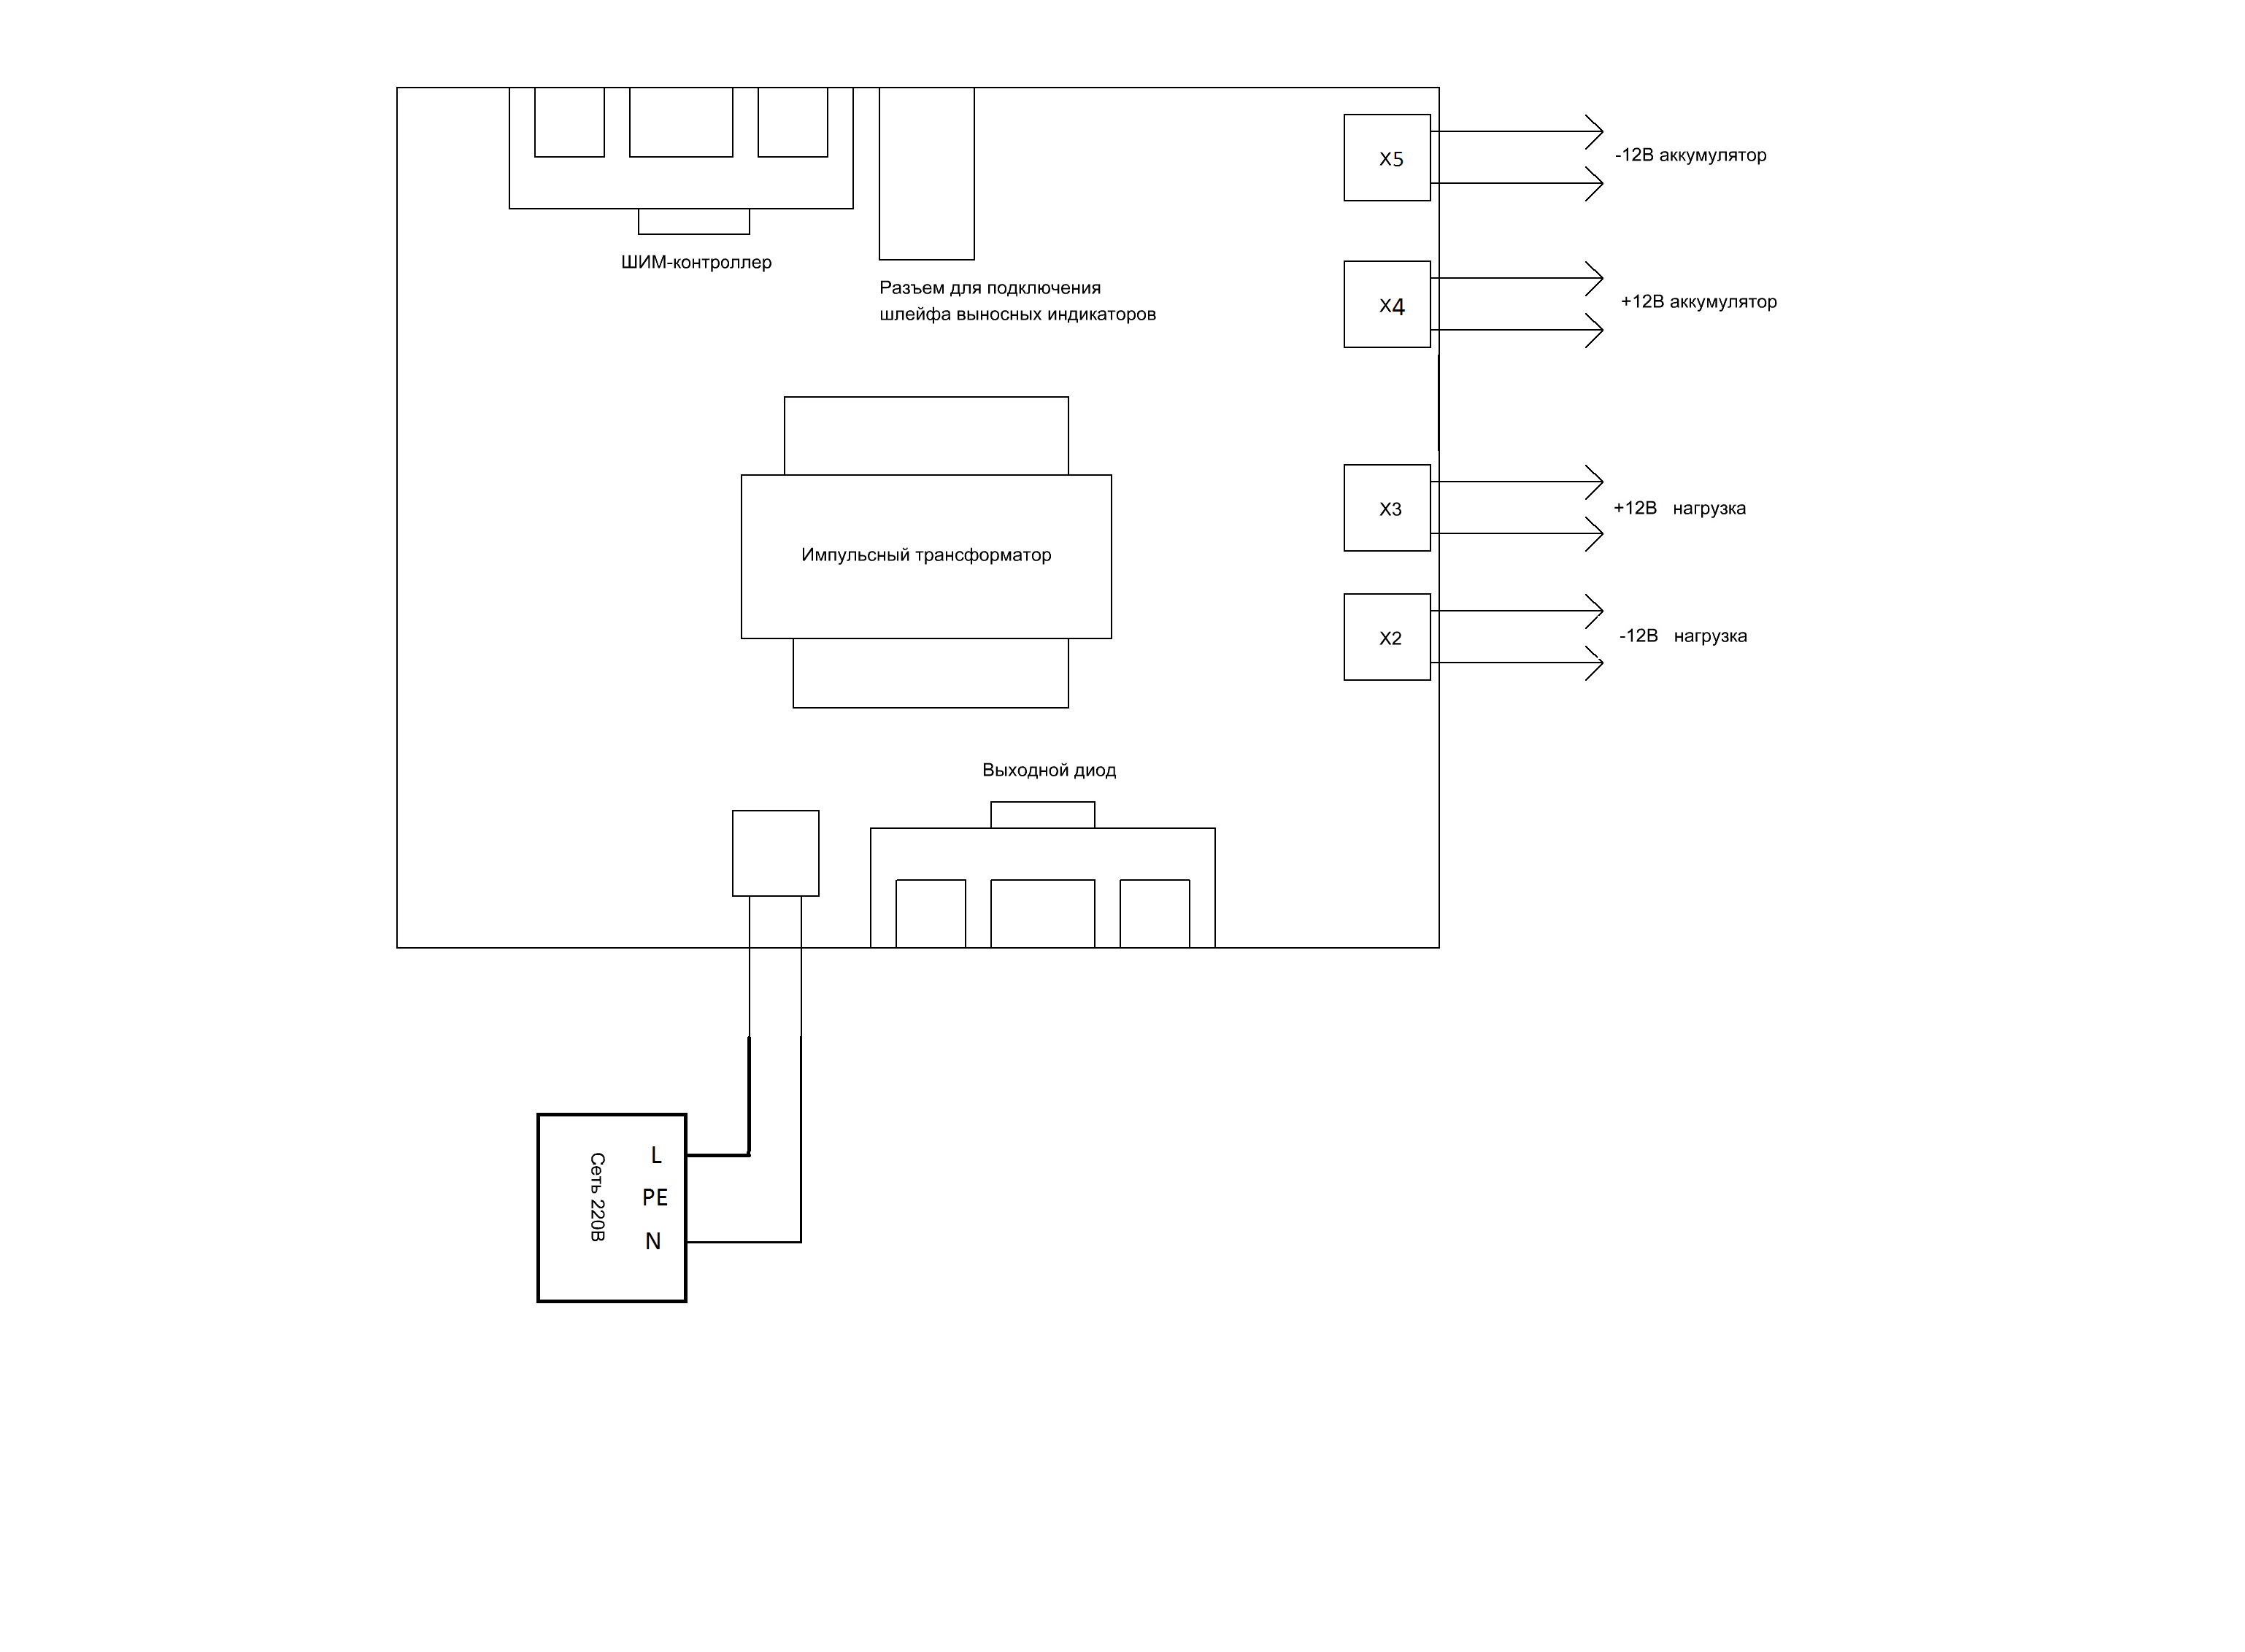 X5
-12В аккумулятор
ШИМ-контроллер
Разъем для подключения
шлейфа выносных индикаторов
X4
+12В аккумулятор
X3
+12В нагрузка
Импульсный трансформатор
X2
-12В нагрузка
Выходной диод
Сеть 220В
L
PE
N